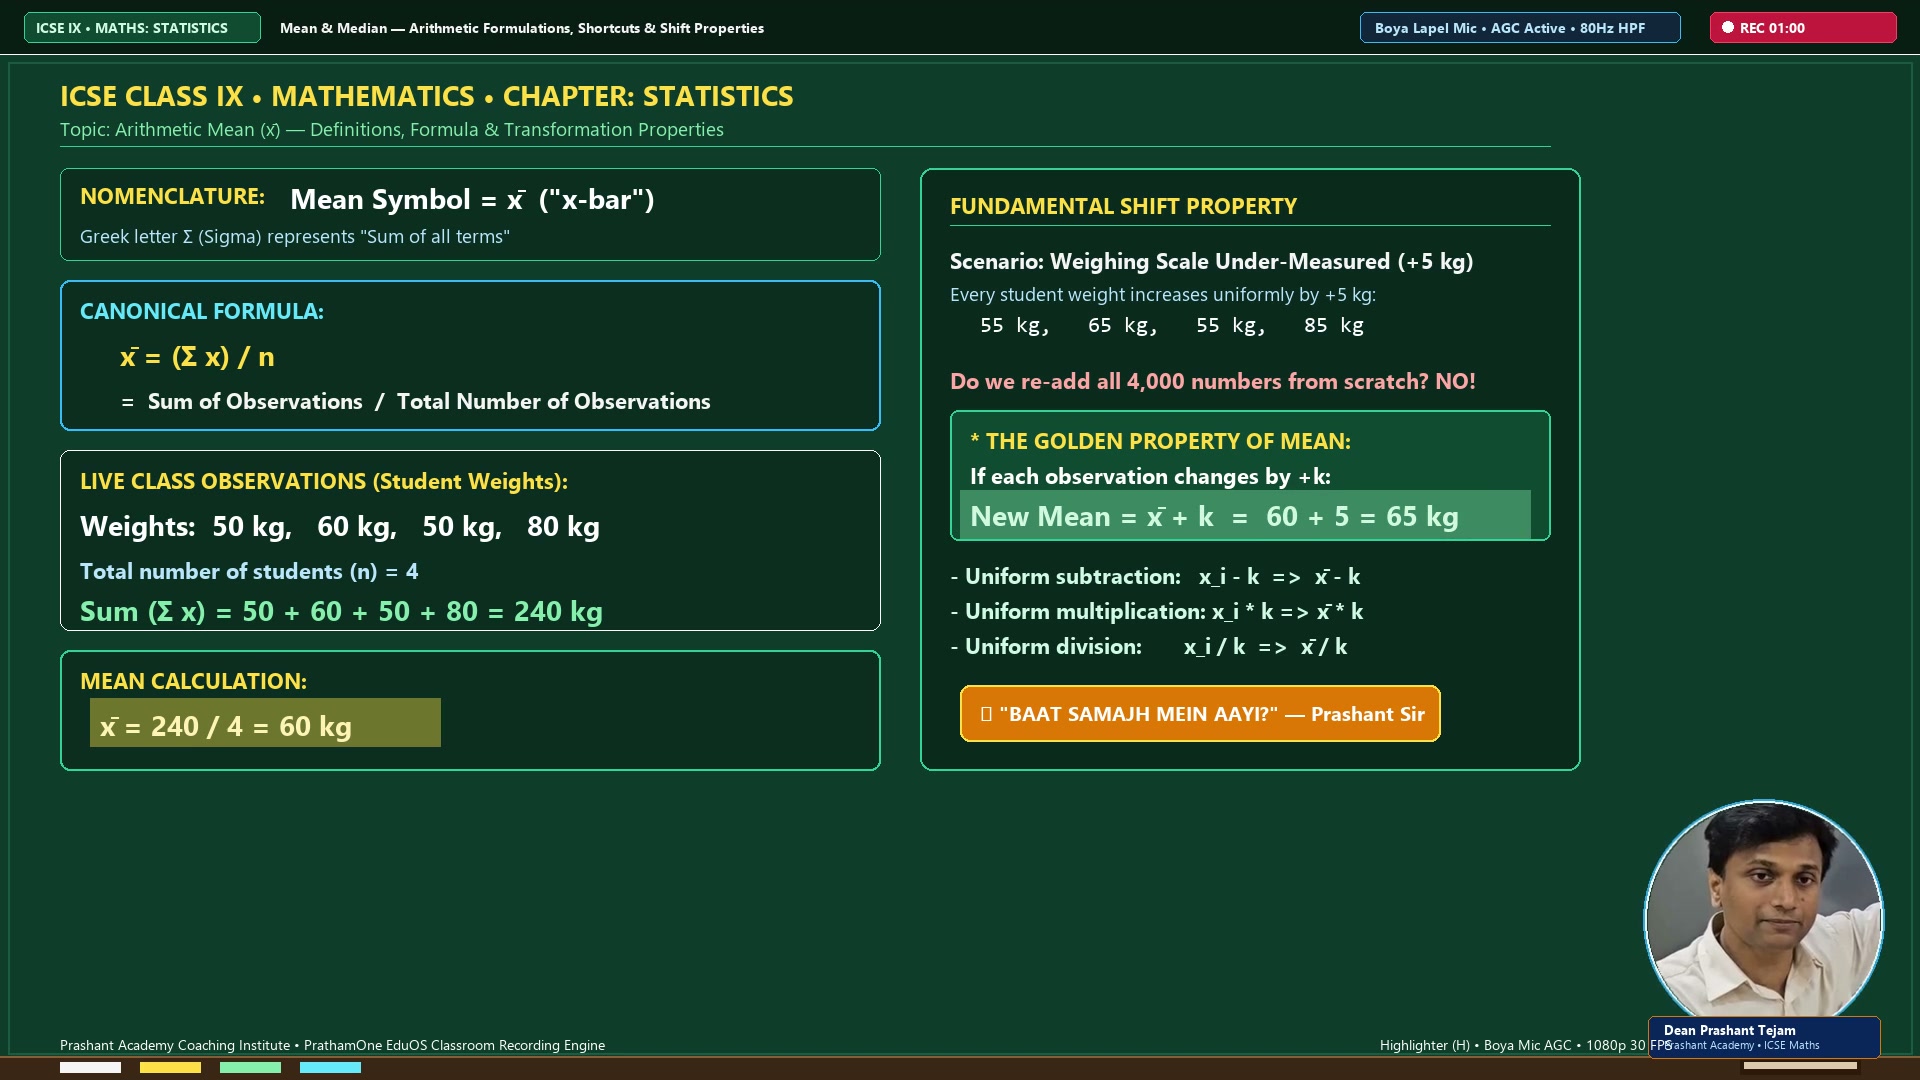 ICSE IX • MATHS: STATISTICS
Mean & Median — Arithmetic Formulations, Shortcuts & Shift Properties
Boya Lapel Mic • AGC Active • 80Hz HPF
REC 01:00
ICSE CLASS IX • MATHEMATICS • CHAPTER: STATISTICS
Topic: Arithmetic Mean (x̄) — Definitions, Formula & Transformation Properties
NOMENCLATURE: Mean Symbol = x̄ ("x-bar")
Greek letter Σ (Sigma) represents "Sum of all terms"
CANONICAL FORMULA:
x̄ = (Σ x) / n
= Sum of Observations / Total Number of Observations
LIVE CLASS OBSERVATIONS (Student Weights):
Weights: 50 kg, 60 kg, 50 kg, 80 kg
Total number of students (n) = 4
Sum (Σ x) = 50 + 60 + 50 + 80 = 240 kg
MEAN CALCULATION:
x̄ = 240 / 4 = 60 kg
FUNDAMENTAL SHIFT PROPERTY
Scenario: Weighing Scale Under-Measured (+5 kg)
Every student weight increases uniformly by +5 kg:
55 kg, 65 kg, 55 kg, 85 kg
Do we re-add all 4,000 numbers from scratch? NO!
* THE GOLDEN PROPERTY OF MEAN:
If each observation changes by +k:
New Mean = x̄ + k = 60 + 5 = 65 kg
- Uniform subtraction: x_i - k => x̄ - k
- Uniform multiplication: x_i * k => x̄ * k
- Uniform division: x_i / k => x̄ / k
"BAAT SAMAJH MEIN AAYI?" — Prashant Sir
Dean Prashant Tejam
Prashant Academy • ICSE Maths
Prashant Academy Coaching Institute • PrathamOne EduOS Classroom Recording Engine
Highlighter (H) • Boya Mic AGC • 1080p 30 FPS